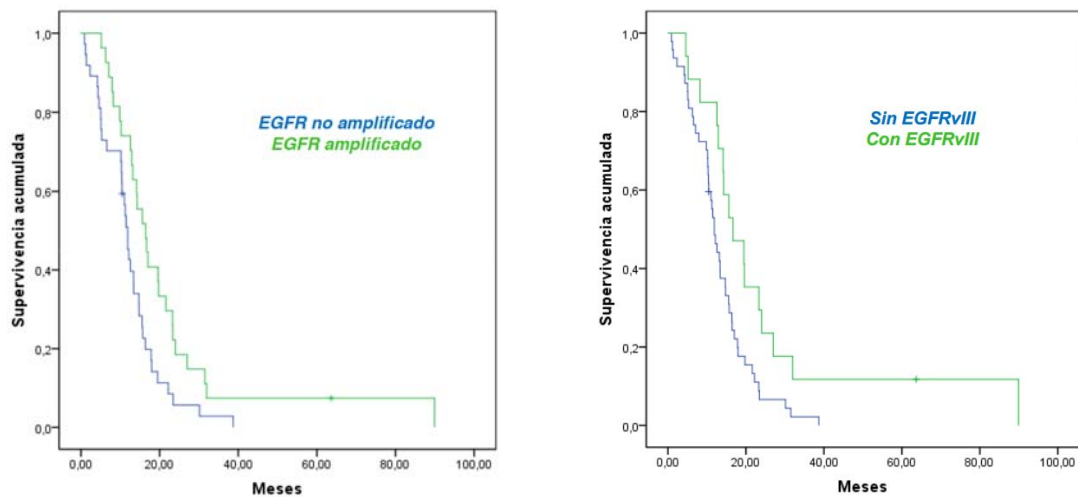 1,0
0,8
0,6
0,4
0,2
0,0
Supervivencia acumulada
EGFR no amplificado
EGFR amplificado
0,00 20,00 40,00 60,00 80,00 100,00
Meses
1,0
0,8
0,6
0,4
0,2
0,0
Supervivencia acumulada
Sin EGFRvIII
Con EGFRvIII
0,00 20,00 40,00 60,00 80,00 100,00
Meses